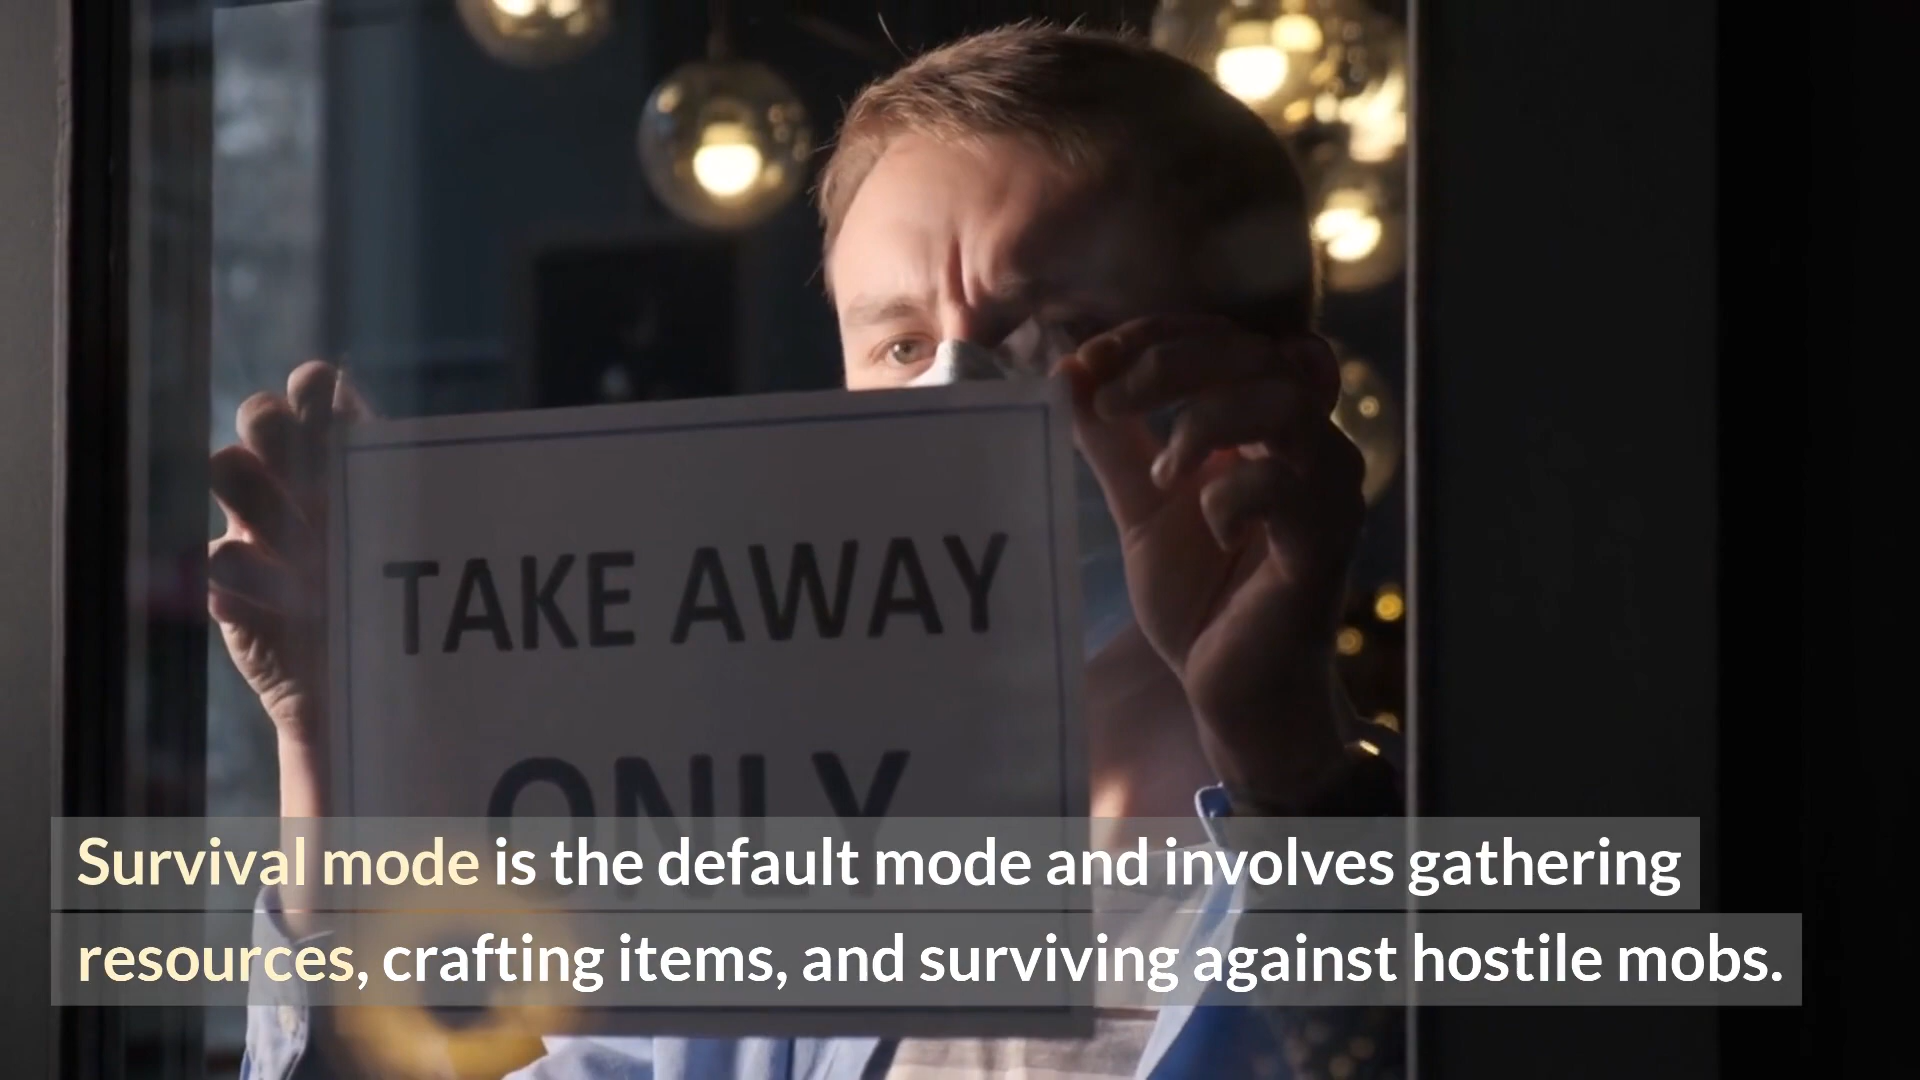 TAKE AWAY
ONLY
Survival mode is the default mode and involves gathering
resources, crafting items, and surviving against hostile mobs.